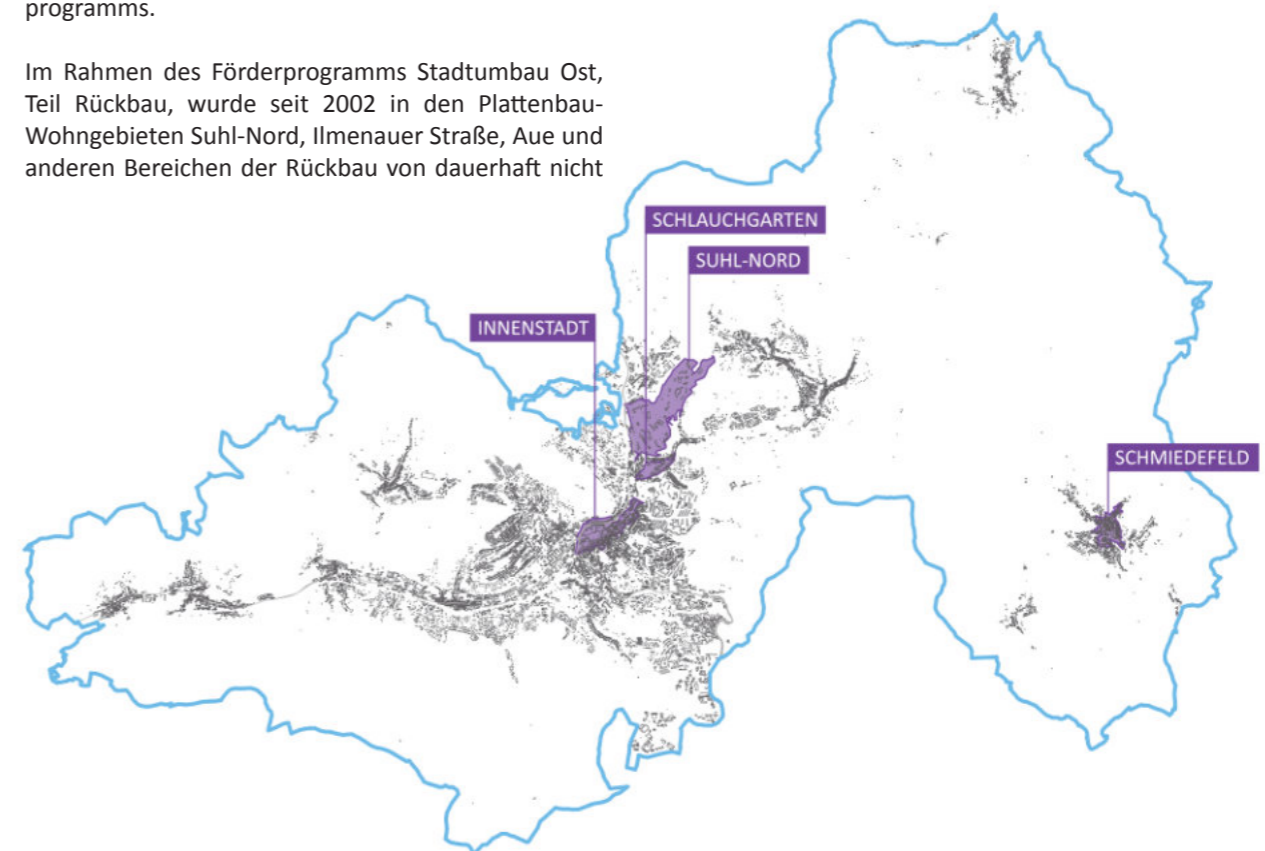 programms.
Im Rahmen des Förderprogramms Stadtumbau Ost,
Teil Rückbau, wurde seit 2002 in den Plattenbau-
Wohngebieten Suhl-Nord, Ilmenauer Straße, Aue und
anderen Bereichen der Rückbau von dauerhaft nicht
SCHLAUCHGARTEN
SUHL-NORD
INNENSTADT
SCHMIEDEFELD